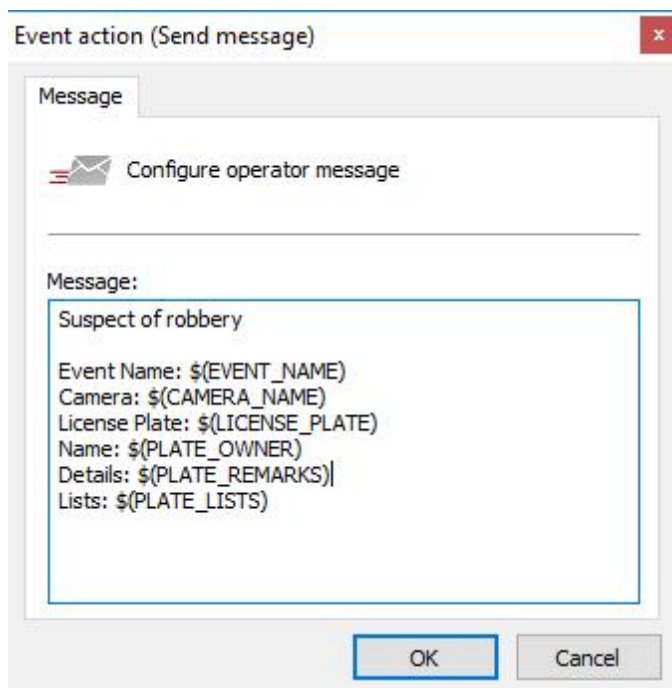 Event action (Send message)
x
Message
Configure operator message
Message:
Suspect of robbery
Event Name: $(EVENT_NAME)
Camera: $(CAMERA_NAME)
License Plate: $(LICENSE_PLATE)
Name: $(PLATE_OWNER)
Details: $(PLATE_REMARKS)
Lists: $(PLATE_LISTS)
OK Cancel